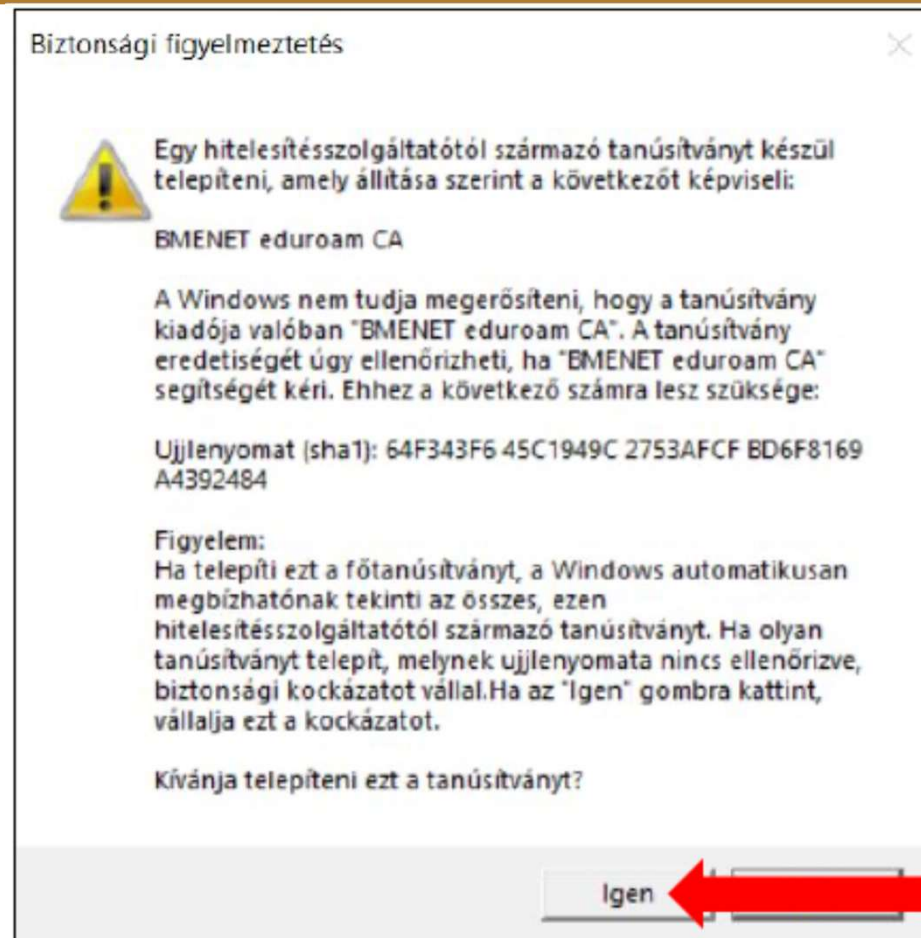 Biztonsági figyelmeztetés
Egy hitelesítésszolgáltatótól származó tanúsítványt készül
telepíteni, amely állítása szerint a következőt képviseli:
BMENET eduroam CA
A Windows nem tudja megerősíteni, hogy a tanúsítvány
kiadója valóban "BMENET eduroam CA". A tanúsítvány
eredetiségét úgy ellenőrizheti, ha "BMENET eduroam CA"
segítségét kéri. Ehhez a következő számra lesz szüksége:
Ujjlenyomat (sha1): 64F343F6 45C1949C 2753AFCF BD6F8169
A4392484
Figyelem:
Ha telepíti ezt a főtanúsítványt, a Windows automatikusan
megbízhatónak tekinti az összes, ezen
hitelesítésszolgáltatótól származó tanúsítványt. Ha olyan
tanúsítványt telepít, melynek ujjlenyomata nincs ellenőrizve,
biztonsági kockázatot vállal.Ha az "Igen" gombra kattint,
vállalja ezt a kockázatot.
Kívánja telepíteni ezt a tanúsítványt?
Igen